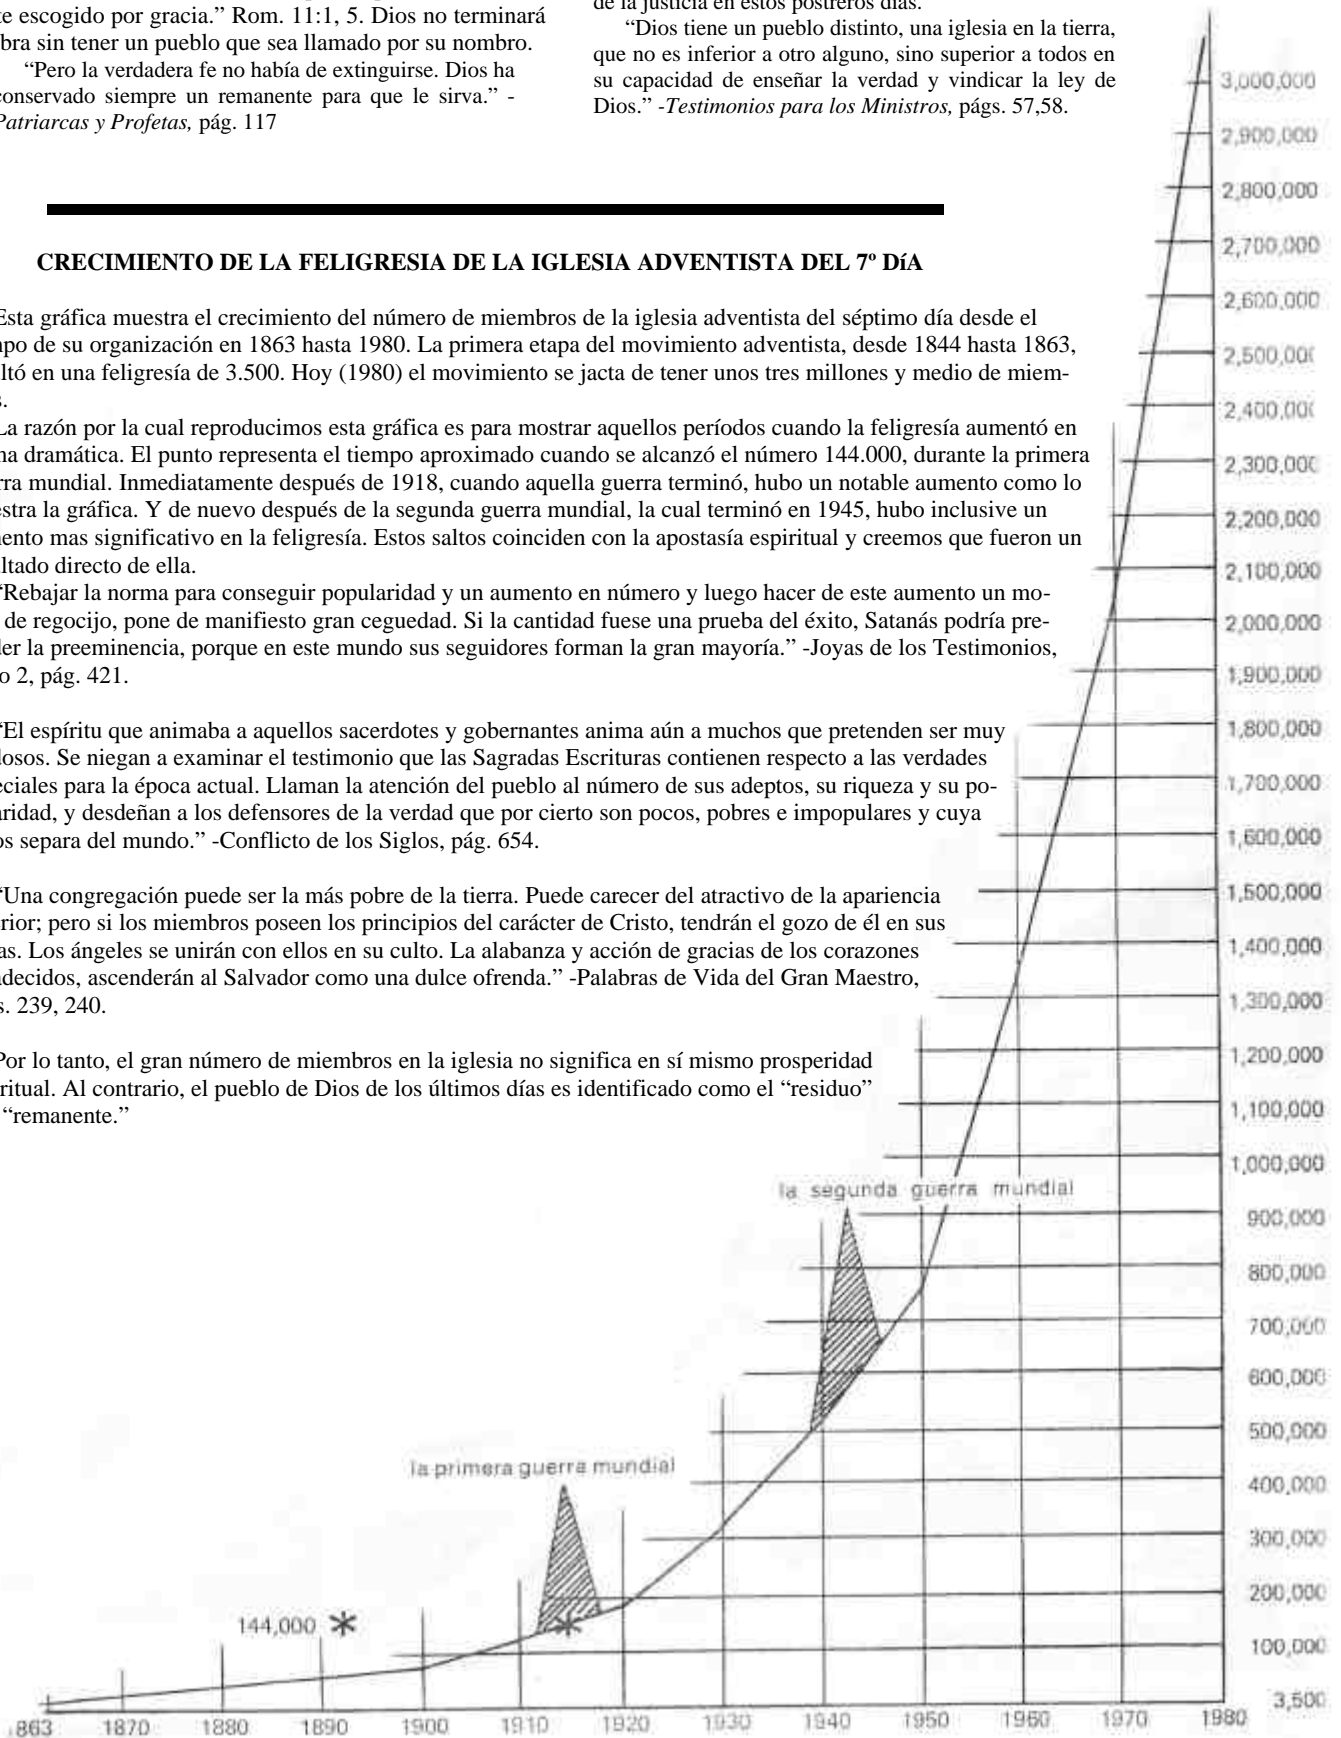 te escogido por gracia.” Rom. 11:1, 5. Dios no terminará
bra sin tener un pueblo que sea llamado por su nombro.
“Pero la verdadera fe no había de extinguirse. Dios ha
conservado siempre un remanente para que le sirva.” -
Patriarcas y Profetas, pág. 117
de la justicia en estos postreros días.
“Dios tiene un pueblo distinto, una iglesia en la tierra,
que no es inferior a otro alguno, sino superior a todos en
su capacidad de enseñar la verdad y vindicar la ley de
Dios.” -Testimonios para los Ministros, págs. 57,58.
CRECIMIENTO DE LA FELIGRESIA DE LA IGLESIA ADVENTISTA DEL 7º DíA
Esta gráfica muestra el crecimiento del número de miembros de la iglesia adventista del séptimo día desde el
mpo de su organización en 1863 hasta 1980. La primera etapa del movimiento adventista, desde 1844 hasta 1863,
ltó en una feligresía de 3.500. Hoy (1980) el movimiento se jacta de tener unos tres millones y medio de miem-
s.
La razón por la cual reproducimos esta gráfica es para mostrar aquellos períodos cuando la feligresía aumentó en
na dramática. El punto representa el tiempo aproximado cuando se alcanzó el número 144.000, durante la primera
rra mundial. Inmediatamente después de 1918, cuando aquella guerra terminó, hubo un notable aumento como lo
estra la gráfica. Y de nuevo después de la segunda guerra mundial, la cual terminó en 1945, hubo inclusive un
mento mas significativo en la feligresía. Estos saltos coinciden con la apostasía espiritual y creemos que fueron un
ltado directo de ella.
“Rebajar la norma para conseguir popularidad y un aumento en número y luego hacer de este aumento un mo-
de regocijo, pone de manifiesto gran ceguedad. Si la cantidad fuese una prueba del éxito, Satanás podría pre-
der la preeminencia, porque en este mundo sus seguidores forman la gran mayoría.” -Joyas de los Testimonios,
o 2, pág. 421.
“El espíritu que animaba a aquellos sacerdotes y gobernantes anima aún a muchos que pretenden ser muy
dosos. Se niegan a examinar el testimonio que las Sagradas Escrituras contienen respecto a las verdades
eciales para la época actual. Llaman la atención del pueblo al número de sus adeptos, su riqueza y su po-
aridad, y desdeñan a los defensores de la verdad que por cierto son pocos, pobres e impopulares y cuya
os separa del mundo.” -Conflicto de los Siglos, pág. 654.
“Una congregación puede ser la más pobre de la tierra. Puede carecer del atractivo de la apariencia
rior; pero si los miembros poseen los principios del carácter de Cristo, tendrán el gozo de él en sus
as. Los ángeles se unirán con ellos en su culto. La alabanza y acción de gracias de los corazones
adecidos, ascenderán al Salvador como una dulce ofrenda.” -Palabras de Vida del Gran Maestro,
s. 239, 240.
Por lo tanto, el gran número de miembros en la iglesia no significa en sí mismo prosperidad
ritual. Al contrario, el pueblo de Dios de los últimos días es identificado como el “residuo”
“remanente.”
3,000,000
2,900,000
2,800,000
2,700,000
2,600,000
2,500,000
2,400,000
2,300,000
2,200,000
2,100,000
2,000,000
1,900,000
1,800,000
1,700,000
1,600,000
1,500,000
1,400,000
1,300,000
1,200,000
1,100,000
1,000,000
la segunda guerra mundial
900,000
800,000
700,000
600,000
500,000
400,000
la primera guerra mundial
300,000
200,000
144,000 *
*
100,000
3,500
863 1870 1880 1890 1900 1910 1920 1930 1940 1950 1960 1970 1980